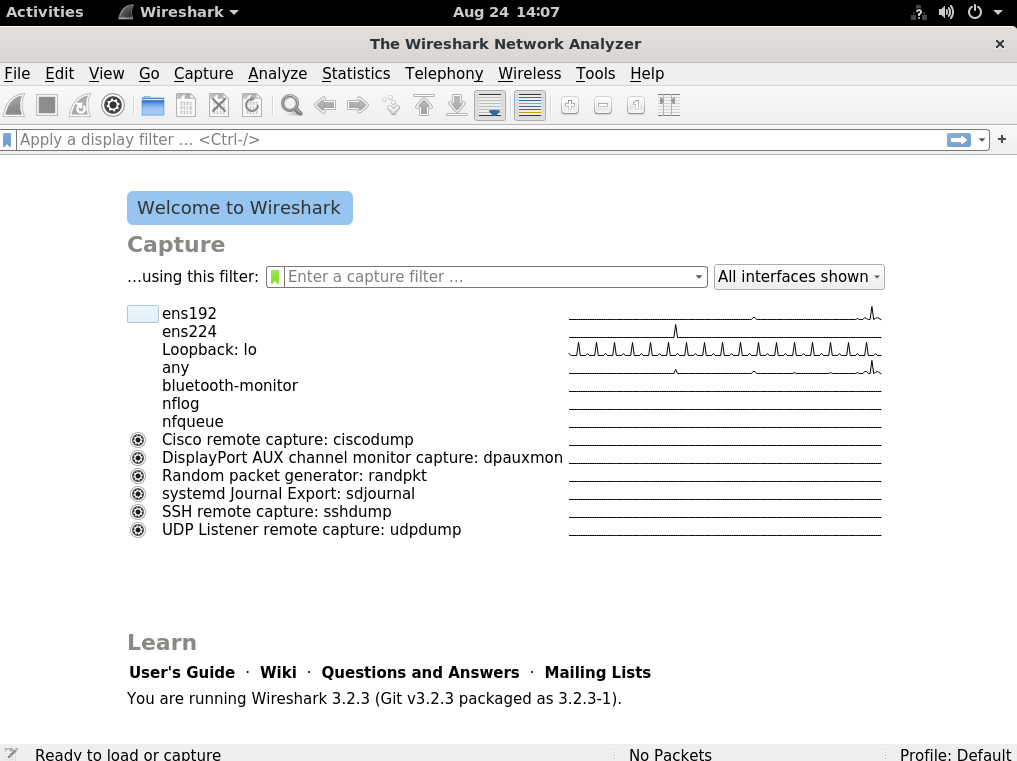 Activities Wireshark Aug 24 14:07
The Wireshark Network Analyzer ×
File Edit View Go Capture Analyze Statistics Telephony Wireless Tools Help
Apply a display filter … <Ctrl-/> +
Welcome to Wireshark
Capture
…using this filter: Enter a capture filter … All interfaces shown
ens192
ens224
Loopback: lo
any
bluetooth-monitor
nflog
nfqueue
Cisco remote capture: ciscodump
DisplayPort AUX channel monitor capture: dpauxmon
Random packet generator: randpkt
systemd Journal Export: sdjournal
SSH remote capture: sshdump
UDP Listener remote capture: udpdump
Learn
User's Guide · Wiki · Questions and Answers · Mailing Lists
You are running Wireshark 3.2.3 (Git v3.2.3 packaged as 3.2.3-1).
Ready to load or capture No Packets Profile: Default